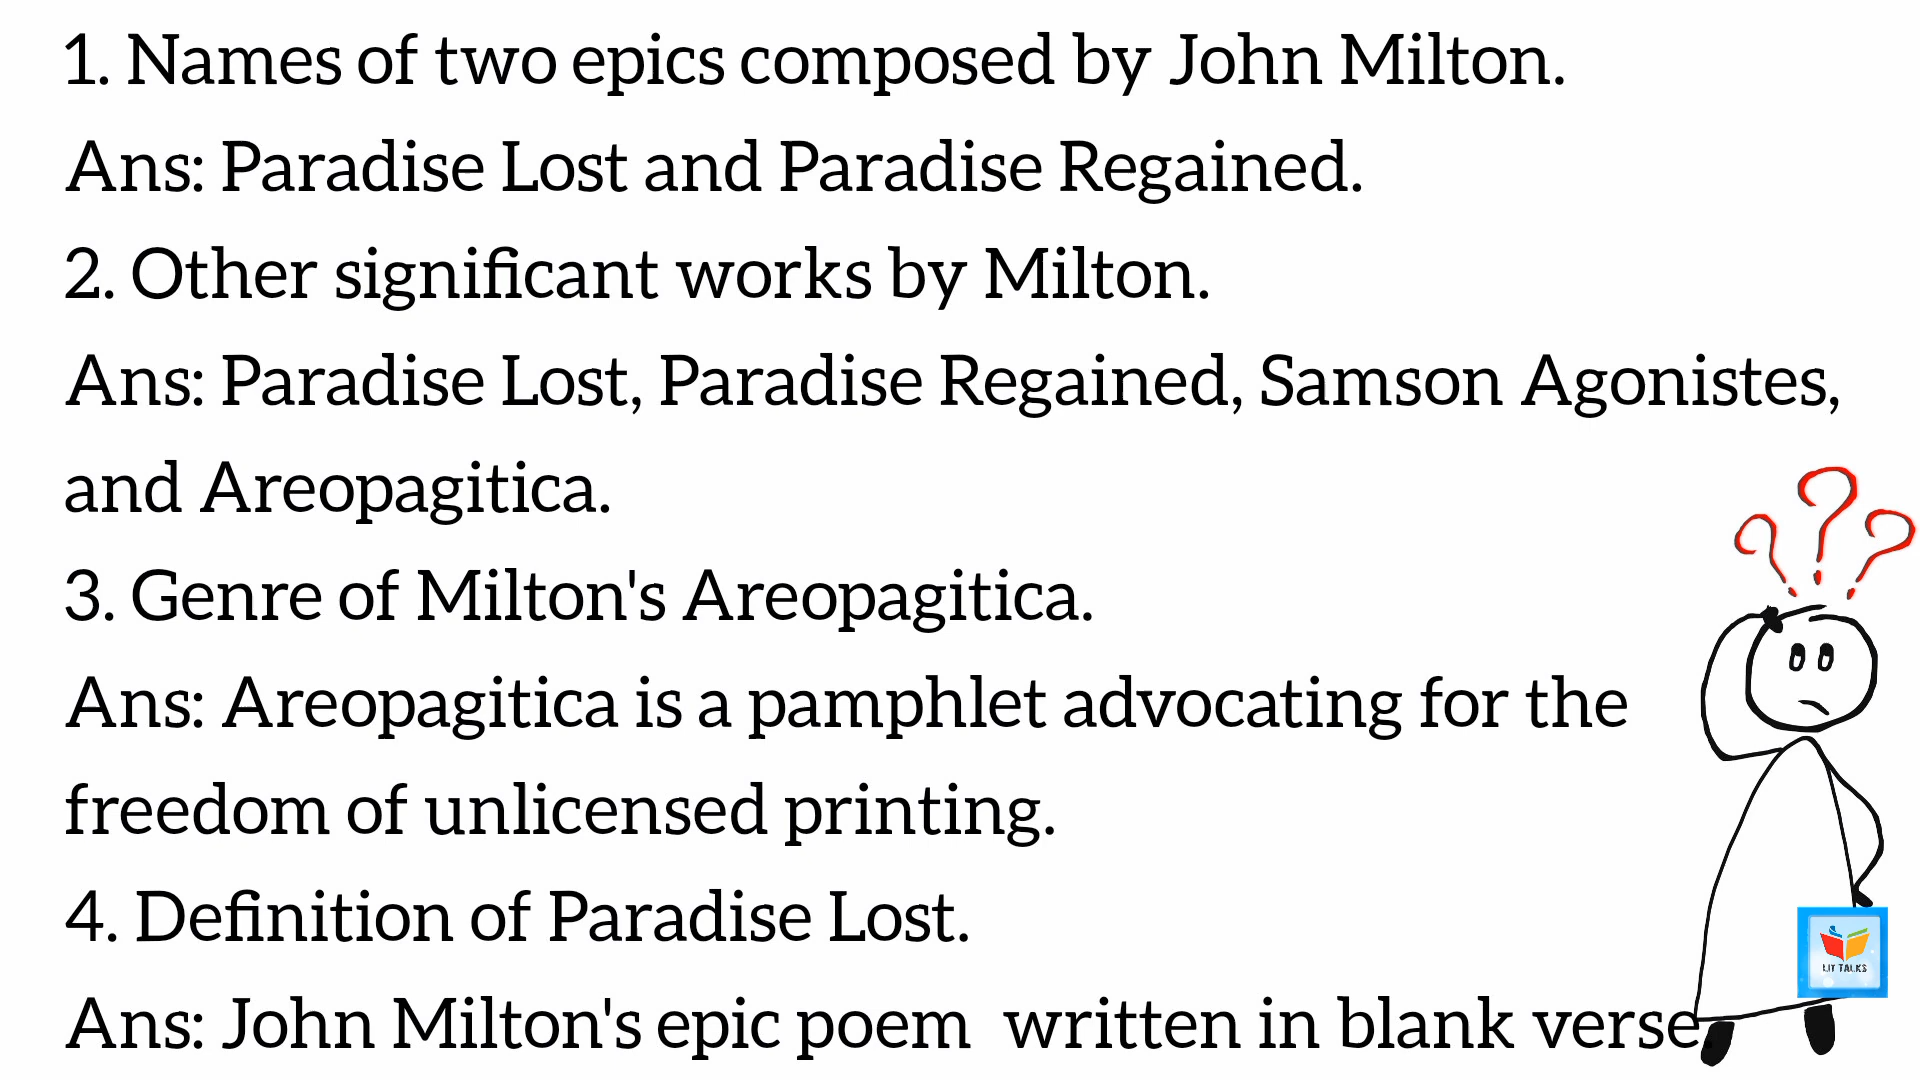 1. Names of two epics composed by John Milton.
Ans: Paradise Lost and Paradise Regained.
2. Other significant works by Milton.
Ans: Paradise Lost, Paradise Regained, Samson Agonistes,
and Areopagitica.
3. Genre of Milton's Areopagitica.
Ans: Areopagitica is a pamphlet advocating for the
freedom of unlicensed printing.
4. Definition of Paradise Lost.
LIT TALKS
Ans: John Milton's epic poem  written in blank verse.